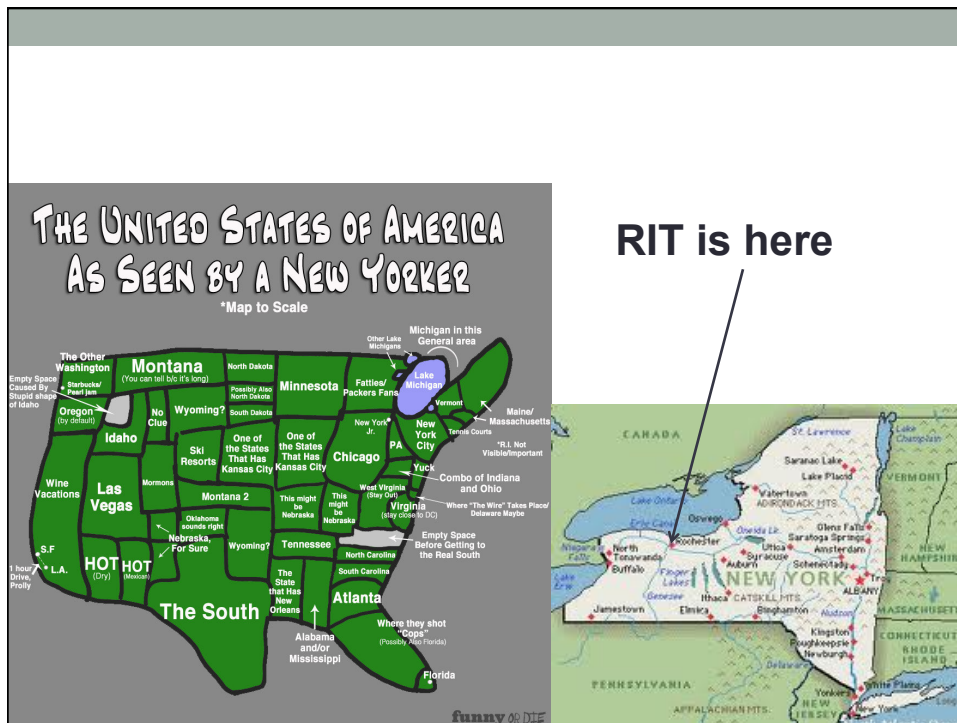 THE UNITED STATES OF AMERICA
AS SEEN BY A NEW YORKER
*Map to Scale
The Other
Washington
Starbucks/
Pearl jam
Empty Space
Caused By
Stupid shape
of Idaho
Oregon
(by default)
Montana
(You can tell b/c it's long)
No
Clue
Idaho
Wyoming?
North Dakota
Possibly Also
North Dakota
South Dakota
Minnesota
Fatties/
Packers Fans
Other Lake
Michigans
Michigan in this
General area
Lake
Michigan
Vermont
Maine/
Massachusetts
Tennis Courts
*R.I. Not
Visible/Important
New York
Jr.
New
York
City
PA
Chicago
Ski
Resorts
One of
the States
That Has
Kansas City
One of
the States
That Has
Kansas City
Wine
Vacations
Las
Vegas
Mormons
Montana 2
This might
be
Nebraska
This
might
be
Nebraska
Yuck
Combo of Indiana
and Ohio
West Virginia
(Stay Out)
Virginia
(stay close to DC)
Where "The Wire" Takes Place/
Delaware Maybe
Oklahoma
sounds right
Nebraska,
For Sure
Wyoming?
Tennessee
Empty Space
Before Getting to
the Real South
North Carolina
South Carolina
S.F
L.A.
1 hour
Drive,
Prolly
HOT
(Dry)
HOT
(Mexican)
The South
The
State
that Has
New
Orleans
Atlanta
Alabama
and/or
Mississippi
Where they shot
"Cops"
(Possibly Also Florida)
Florida
funny OR DIE
RIT is here
CANADA
St. Lawrence
Lake
Champlain
Saranac Lake
Lake Placid
VERMONT
Watertown
ADIRONDACK MTS.
Lake Ontario
Erie Canal
Oswego
Oneida Lk.
Glens Falls
Rochester
Utica
Saratoga Springs
Niagara
Falls
North
Tonawanda
Syracuse
Amsterdam
NEW
HAMPSHIRE
Buffalo
Auburn
Schenectady
Lake
Erie
Finger
Lakes
NEW YORK
Troy
ALBANY
Genesee
Ithaca
CATSKILL MTS.
Jamestown
Elmira
Binghamton
Hudson
MASSACHUSETT
Kingston
Poughkeepsie
Newburgh
CONNECTICUT
RHODE
ISLAND
Delaware
PENNSYLVANIA
White Plains
Yonkers
APPALACHIAN MTS.
NEW
JERSEY
New York
Long